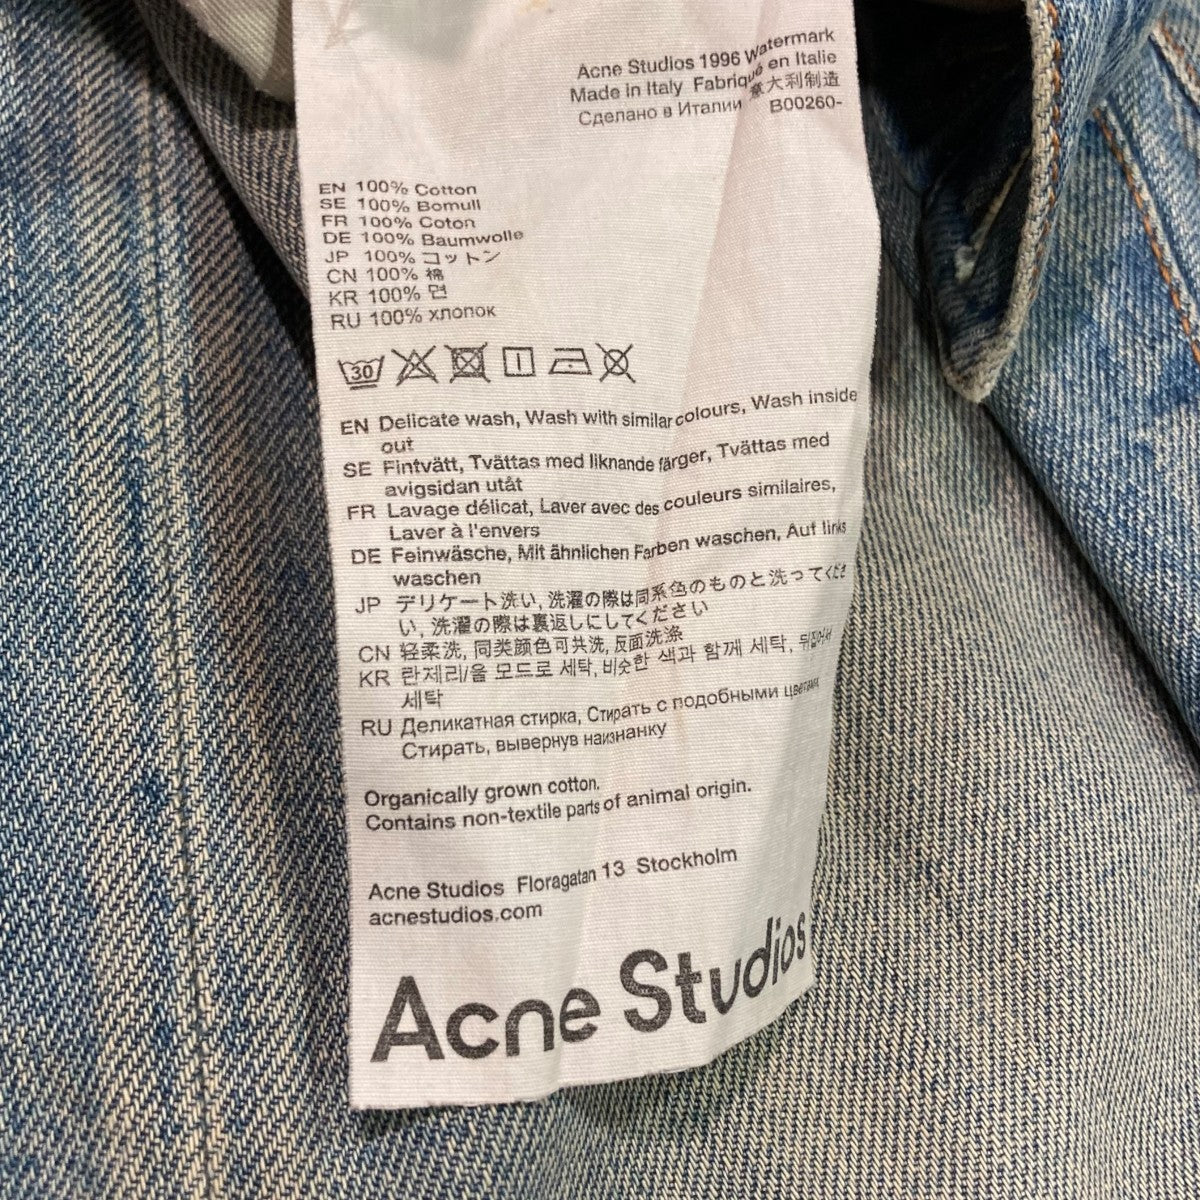 Acne Studios 1996 Watermark
Made in Italy Fabriqué en Italie
Сделано в Италии 意大利制造
B00260-
EN 100% Cotton
SE 100% Bomull
FR 100% Coton
DE 100% Baumwolle
JP 100% コットン
CN 100% 棉
KR 100% 면
RU 100% хлопок
30
EN Delicate wash, Wash with similar colours, Wash inside
out
SE Fintvätt, Tvättas med liknande färger, Tvättas med
avigsidan utåt
FR Lavage délicat, Laver avec des couleurs similaires,
Laver à l'envers
DE Feinwäsche, Mit ähnlichen Farben waschen, Auf links
waschen
JP デリケート洗い, 洗濯の際は同系色のものと洗ってくださ
い, 洗濯の際は裏返しにしてください
CN 轻柔洗, 同类颜色可共洗, 反面洗涤
KR 란제리/울 모드로 세탁, 비슷한 색과 함께 세탁, 뒤집어서
세탁
RU Деликатная стирка, Стирать с подобными цветами,
Стирать, вывернув наизнанку
Organically grown cotton.
Contains non-textile parts of animal origin.
Acne Studios Floragatan 13 Stockholm
acnestudios.com
Acne Studios